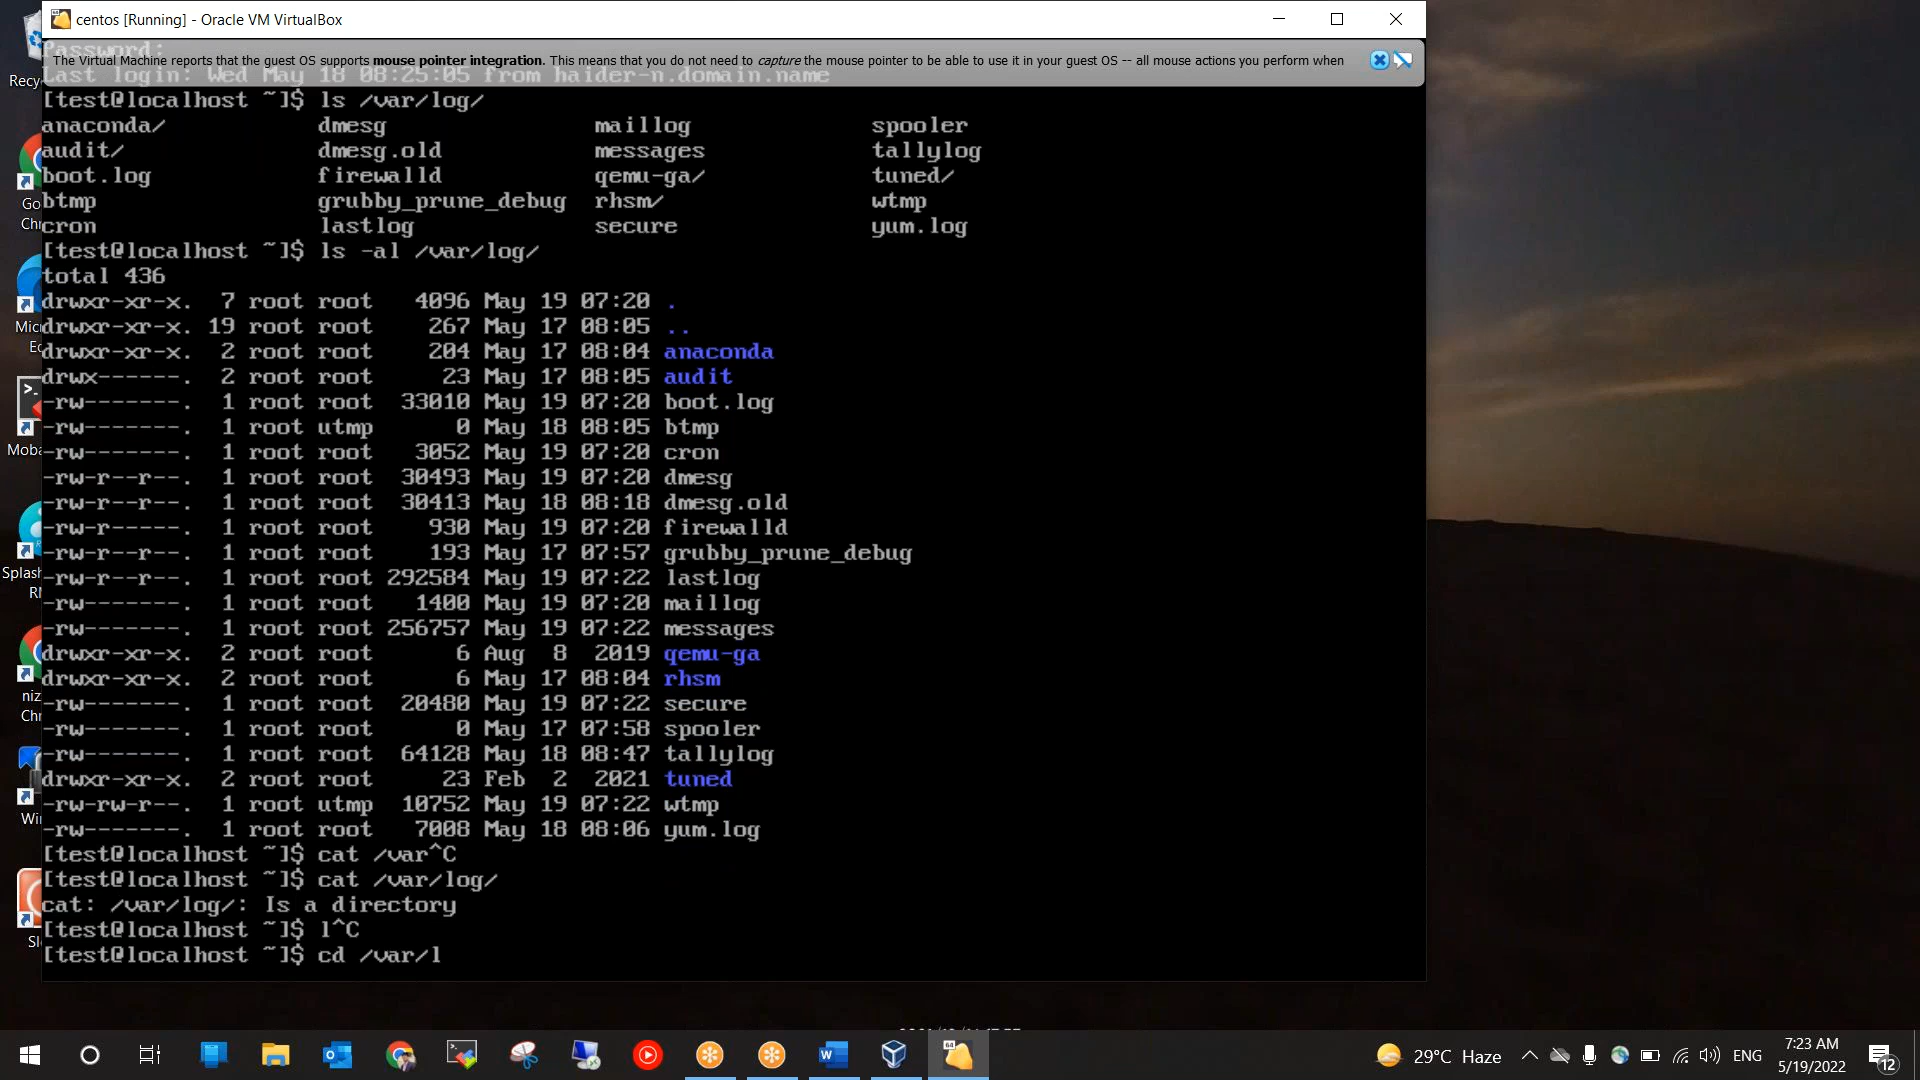 centos [Running] - Oracle VM VirtualBox
Password:
The Virtual Machine reports that the guest OS supports mouse pointer integration. This means that you do not need to capture the mouse pointer to be able to use it in your guest OS -- all mouse actions you perform when
Last login: Wed May 18 08:25:05 from haider-n.domain.name
[test@localhost ~]$ ls /var/log/
anaconda/ dmesg maillog spooler
audit/ dmesg.old messages tallylog
boot.log firewalld qemu-ga/ tuned/
btmp grubby_prune_debug rhsm/ wtmp
cron lastlog secure yum.log
[test@localhost ~]$ ls -al /var/log/
total 436
drwxr-xr-x. 7 root root 4096 May 19 07:20 .
drwxr-xr-x. 19 root root 267 May 17 08:05 ..
drwxr-xr-x. 2 root root 204 May 17 08:04 anaconda
drwx------. 2 root root 23 May 17 08:05 audit
-rw-------. 1 root root 33010 May 19 07:20 boot.log
-rw-------. 1 root utmp 0 May 18 08:05 btmp
-rw-------. 1 root root 3052 May 19 07:20 cron
-rw-r--r--. 1 root root 30493 May 19 07:20 dmesg
-rw-r--r--. 1 root root 30413 May 18 08:18 dmesg.old
-rw-r-----. 1 root root 930 May 19 07:20 firewalld
-rw-r--r--. 1 root root 193 May 17 07:57 grubby_prune_debug
-rw-r--r--. 1 root root 292584 May 19 07:22 lastlog
-rw-------. 1 root root 1400 May 19 07:20 maillog
-rw-------. 1 root root 256757 May 19 07:22 messages
drwxr-xr-x. 2 root root 6 Aug 8 2019 qemu-ga
drwxr-xr-x. 2 root root 6 May 17 08:04 rhsm
-rw-------. 1 root root 20480 May 19 07:22 secure
-rw-------. 1 root root 0 May 17 07:58 spooler
-rw-------. 1 root root 64128 May 18 08:47 tallylog
drwxr-xr-x. 2 root root 23 Feb 2 2021 tuned
-rw-rw-r--. 1 root utmp 10752 May 19 07:22 wtmp
-rw-------. 1 root root 7008 May 18 08:06 yum.log
[test@localhost ~]$ cat /var^C
[test@localhost ~]$ cat /var/log/
cat: /var/log/: Is a directory
[test@localhost ~]$ l^C
[test@localhost ~]$ cd /var/l
29°C Haze
ENG
7:23 AM
5/19/2022
12